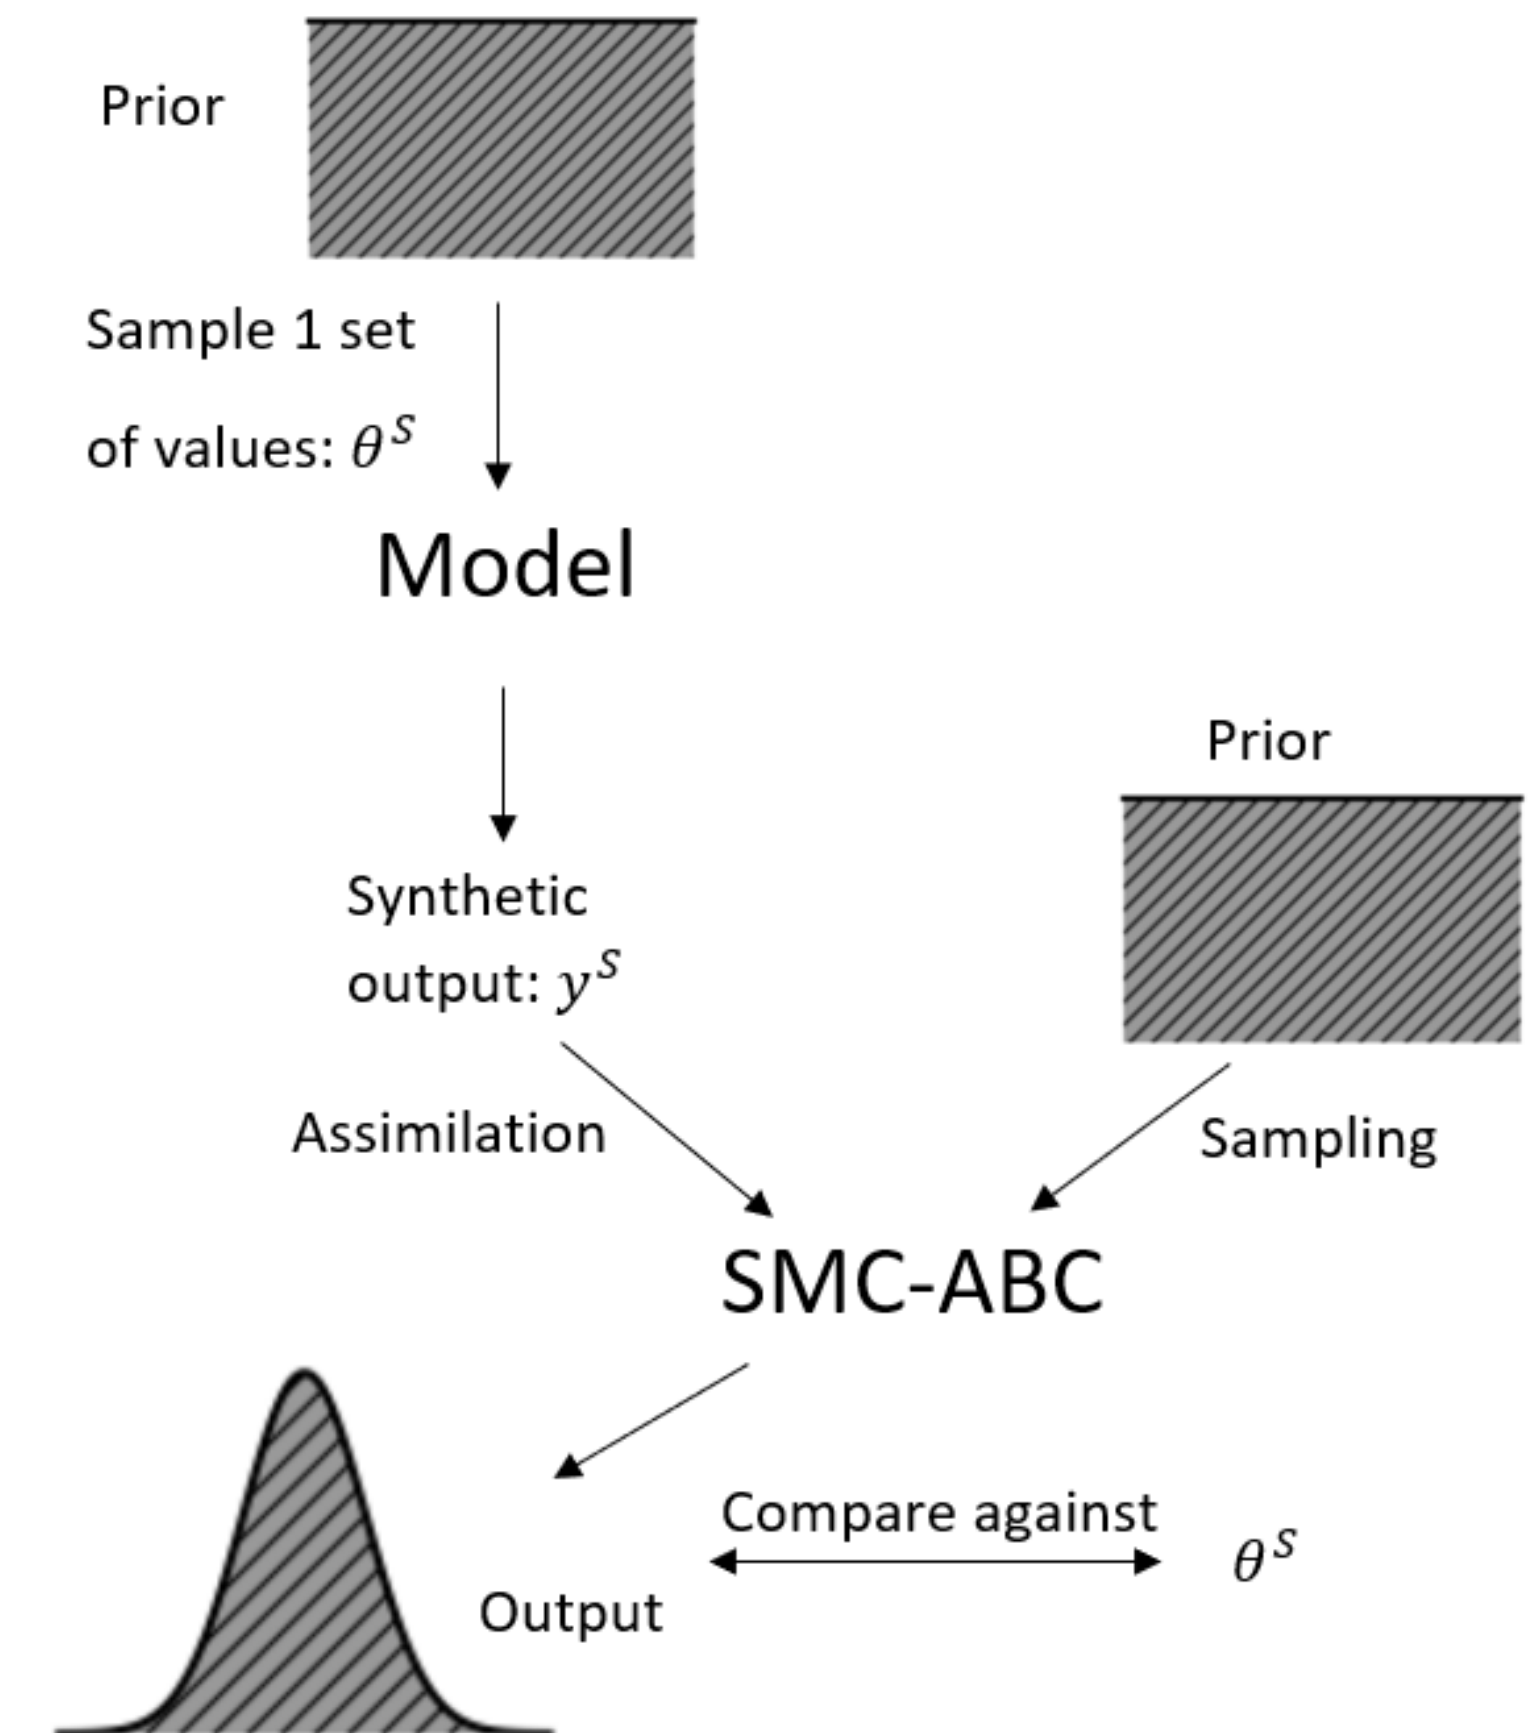 Prior
Sample 1 set
of values: θ^S
Model
Prior
Synthetic
output: y^S
Assimilation
Sampling
SMC-ABC
Compare against
θ^S
Output